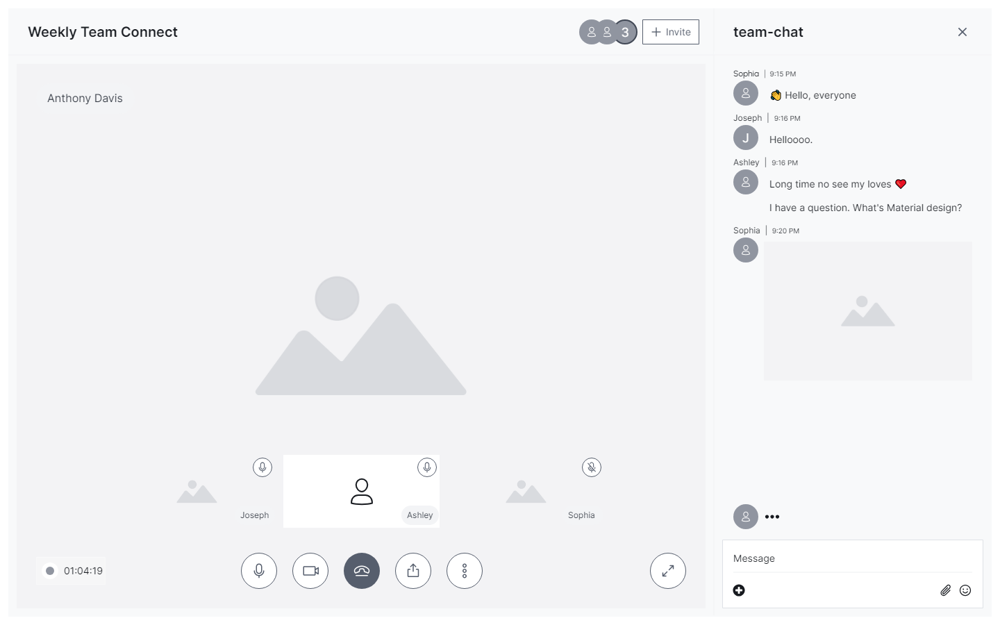 Weekly Team Connect
3
Invite
Anthony Davis
Joseph
Ashley
Sophia
01:04:19
team-chat
Sophia | 9:15 PM
👏 Hello, everyone
Joseph | 9:16 PM
J
Helloooo.
Ashley | 9:16 PM
Long time no see my loves ❤️
I have a question. What's Material design?
Sophia | 9:20 PM
Message